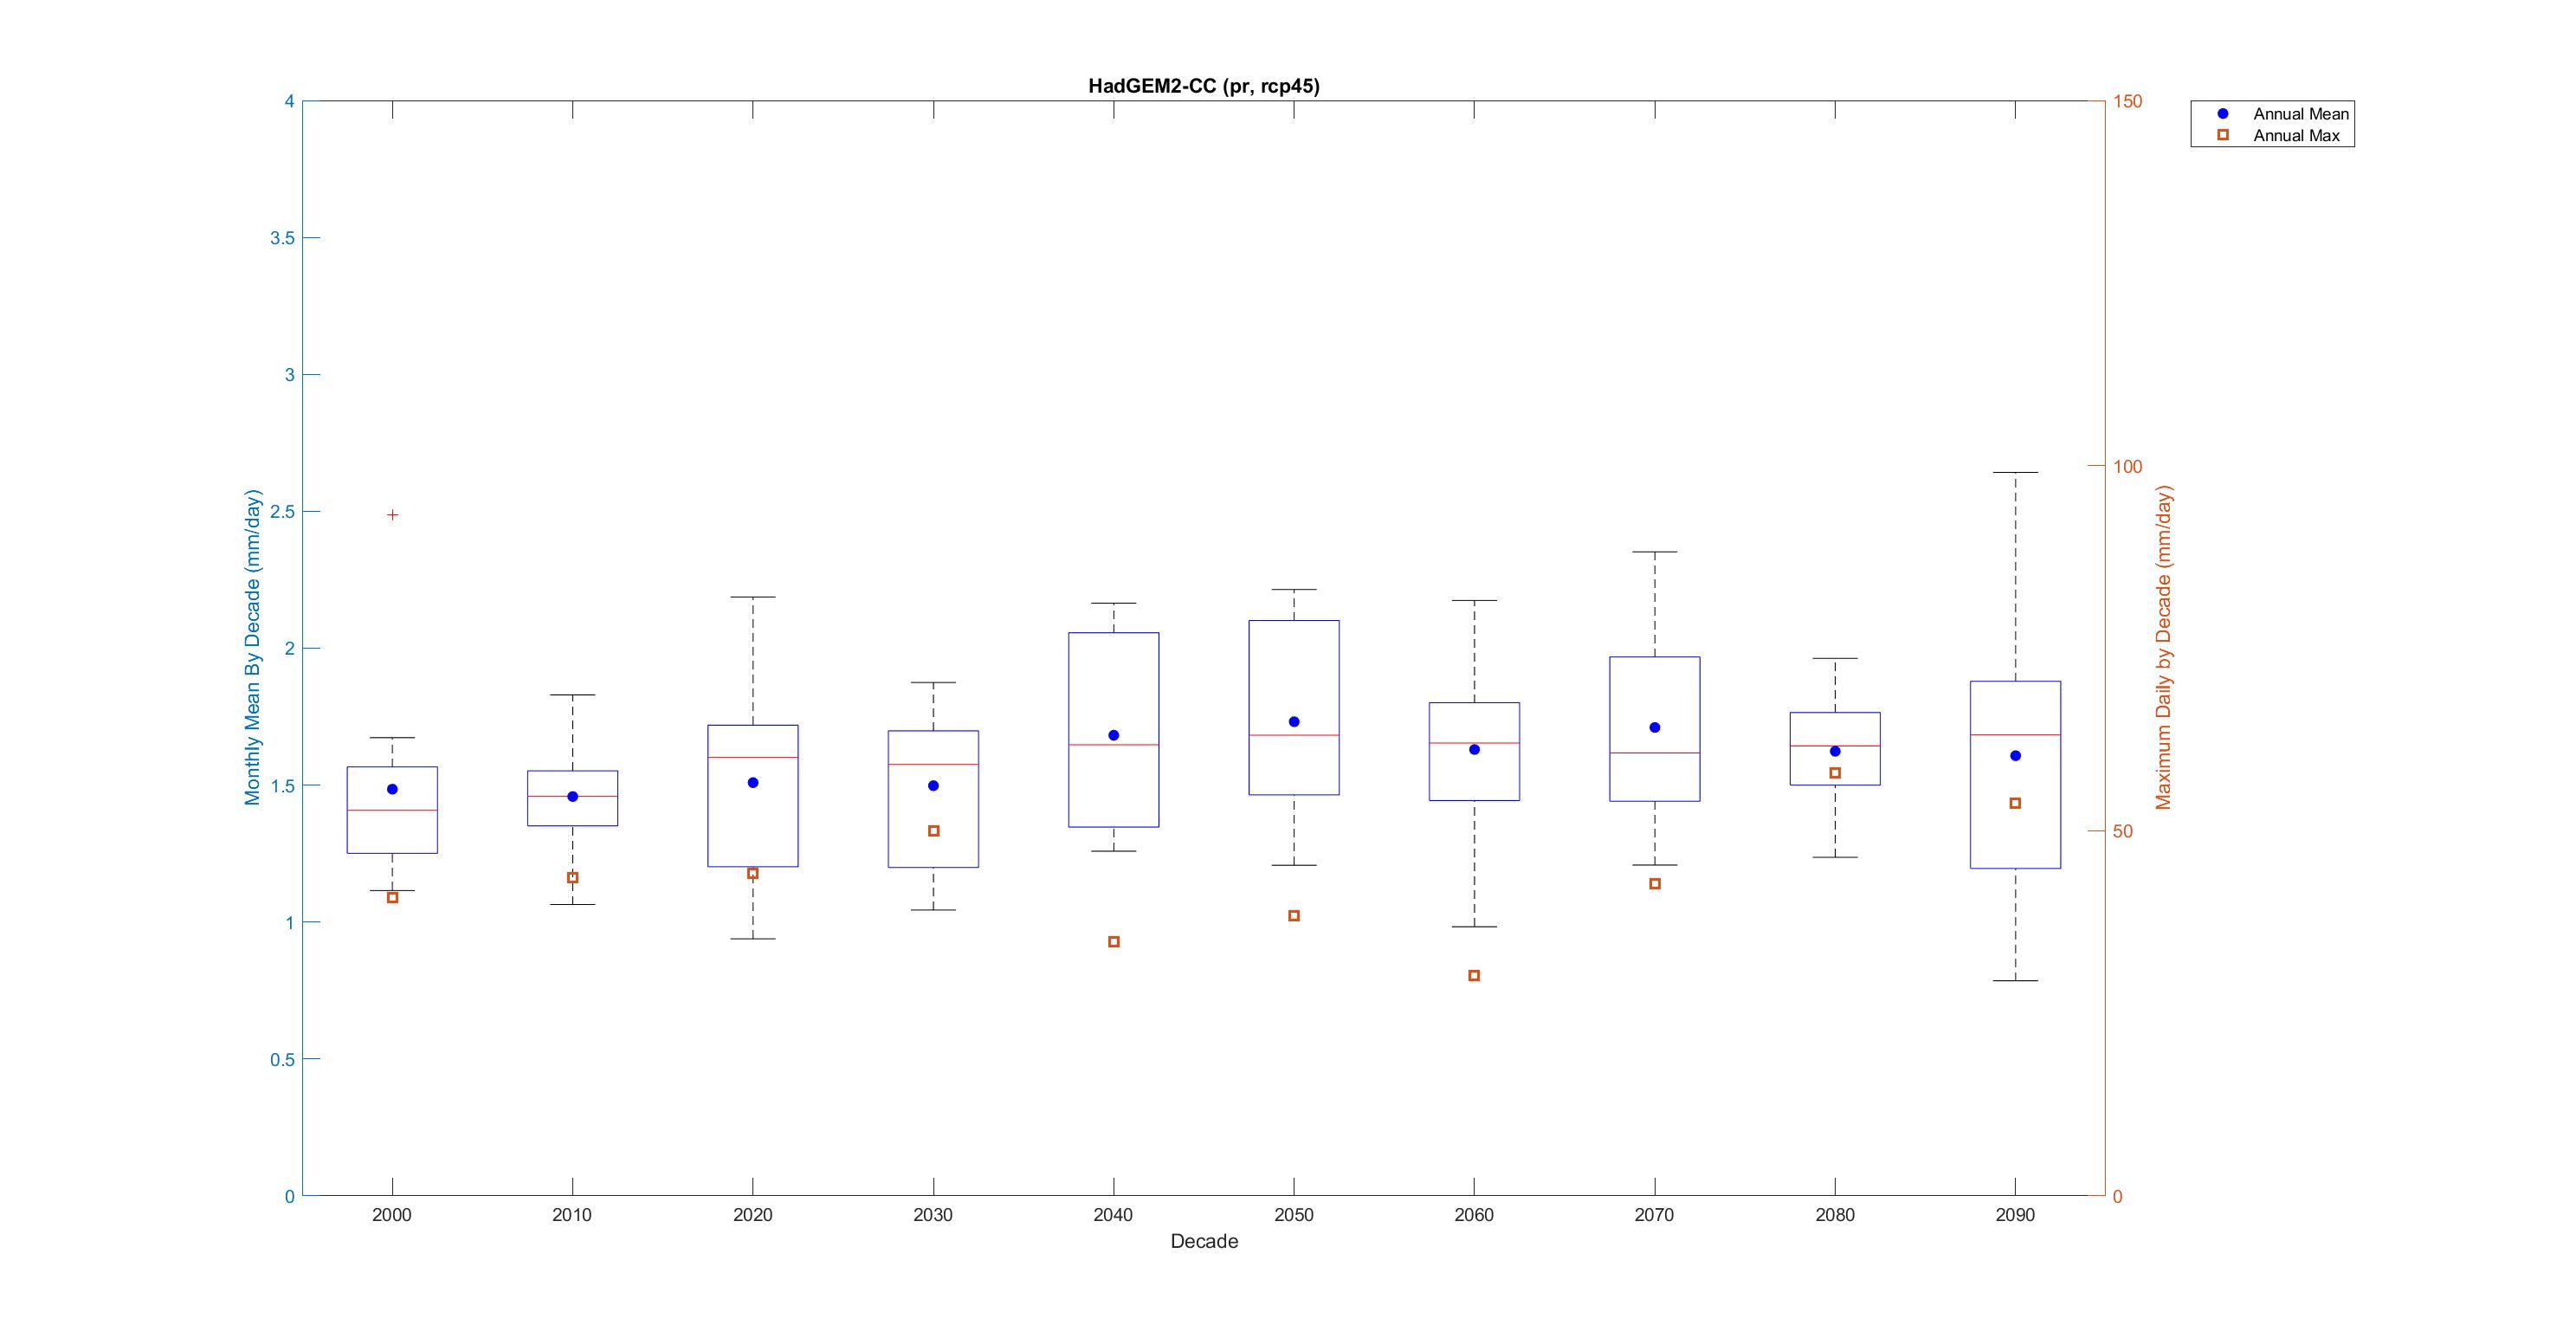 HadGEM2-CC (pr, rcp45)
Annual Mean
Annual Max
Monthly Mean By Decade (mm/day)
4
3.5
3
2.5
2
1.5
1
0.5
0
150
100
50
0
Maximum Daily by Decade (mm/day)
2000 2010 2020 2030 2040 2050 2060 2070 2080 2090
Decade